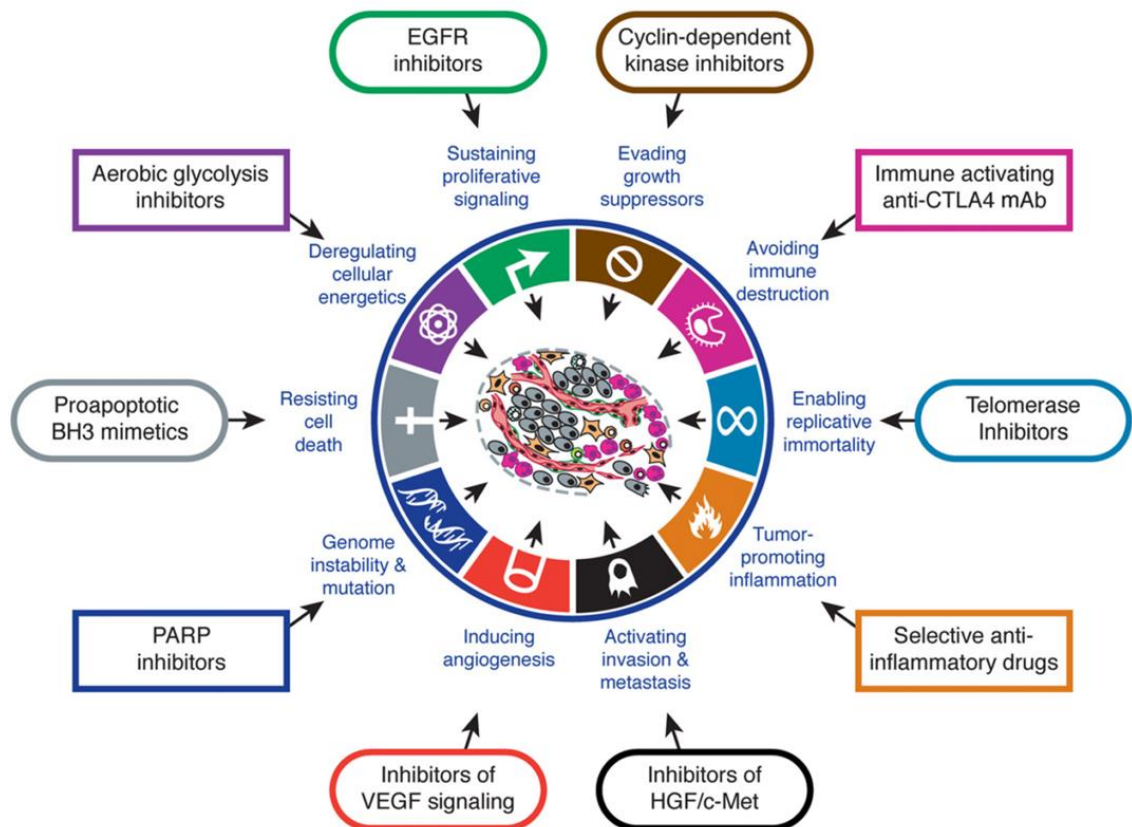 EGFR
inhibitors
Cyclin-dependent
kinase inhibitors
Sustaining
proliferative
signaling
Evading
growth
suppressors
Aerobic glycolysis
inhibitors
Immune activating
anti-CTLA4 mAb
Deregulating
cellular
energetics
Avoiding
immune
destruction
Proapoptotic
BH3 mimetics
Resisting
cell
death
Enabling
replicative
immortality
Telomerase
Inhibitors
Genome
instability &
mutation
Tumor-
promoting
inflammation
PARP
inhibitors
Inducing
angiogenesis
Activating
invasion &
metastasis
Selective anti-
inflammatory drugs
Inhibitors of
VEGF signaling
Inhibitors of
HGF/c-Met